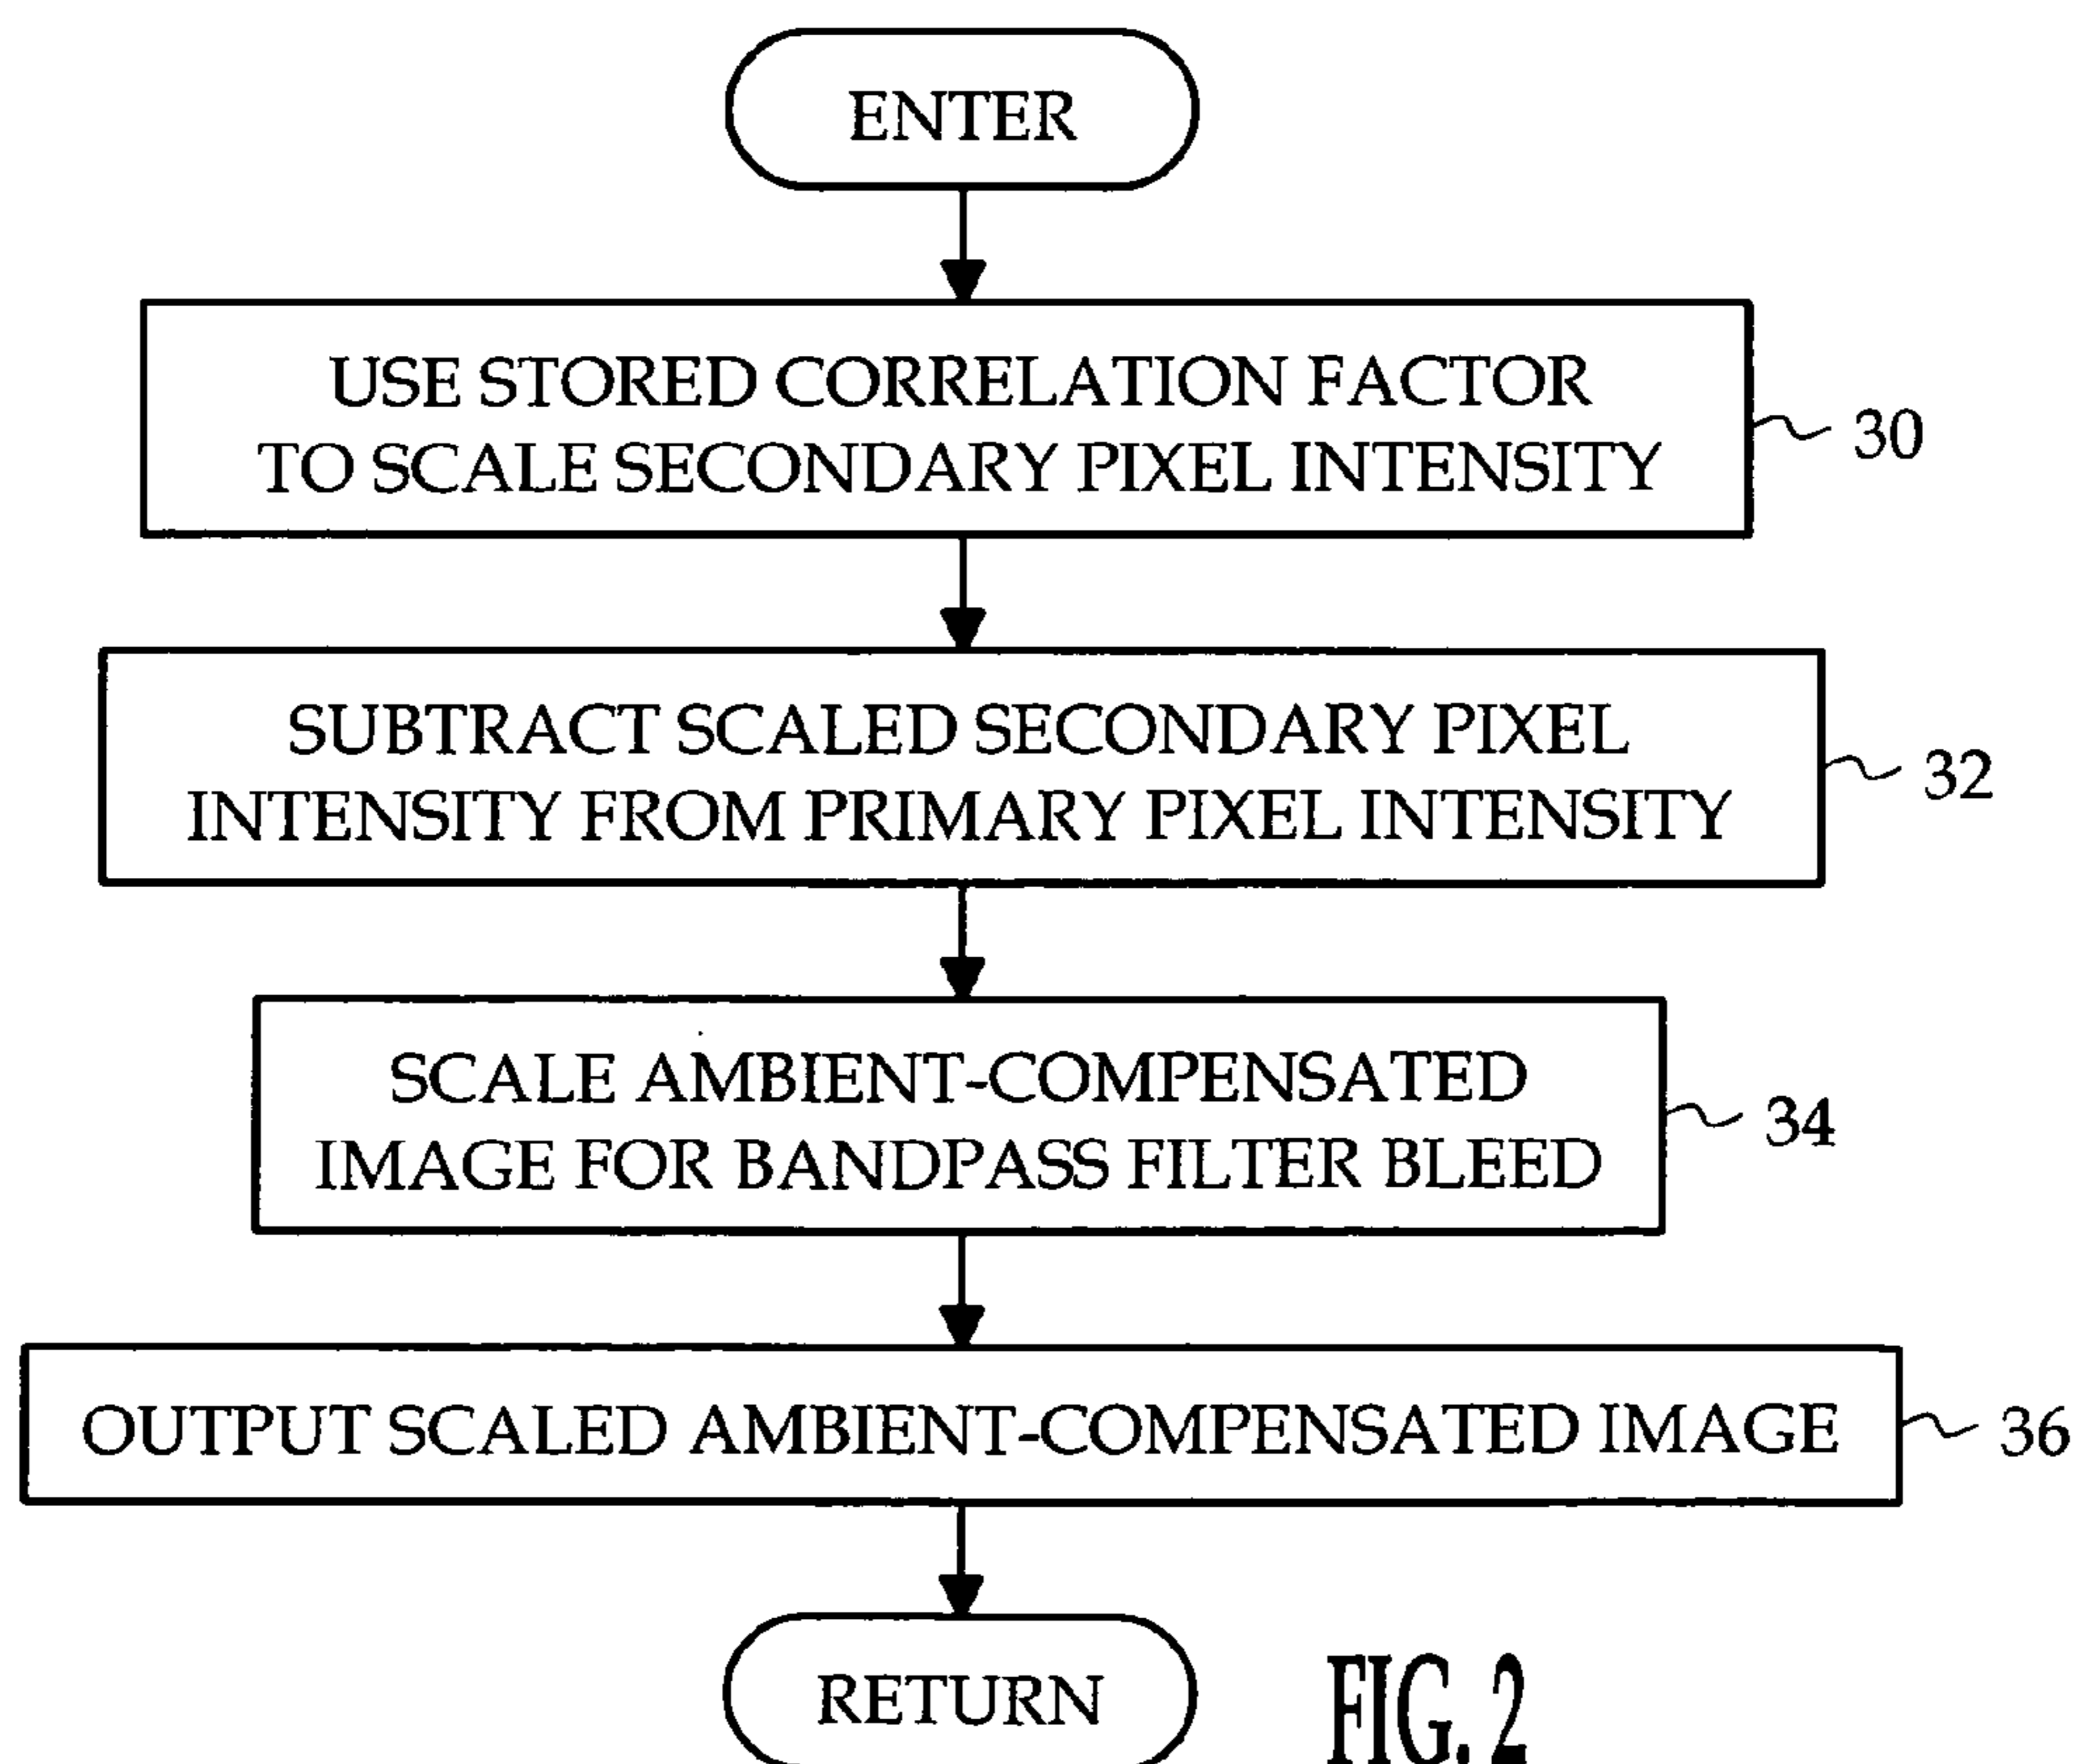 ENTER
USE STORED CORRELATION FACTOR
TO SCALE SECONDARY PIXEL INTENSITY
30
SUBTRACT SCALED SECONDARY PIXEL
INTENSITY FROM PRIMARY PIXEL INTENSITY
32
SCALE AMBIENT-COMPENSATED
IMAGE FOR BANDPASS FILTER BLEED
34
OUTPUT SCALED AMBIENT-COMPENSATED IMAGE
36
RETURN
FIG. 2